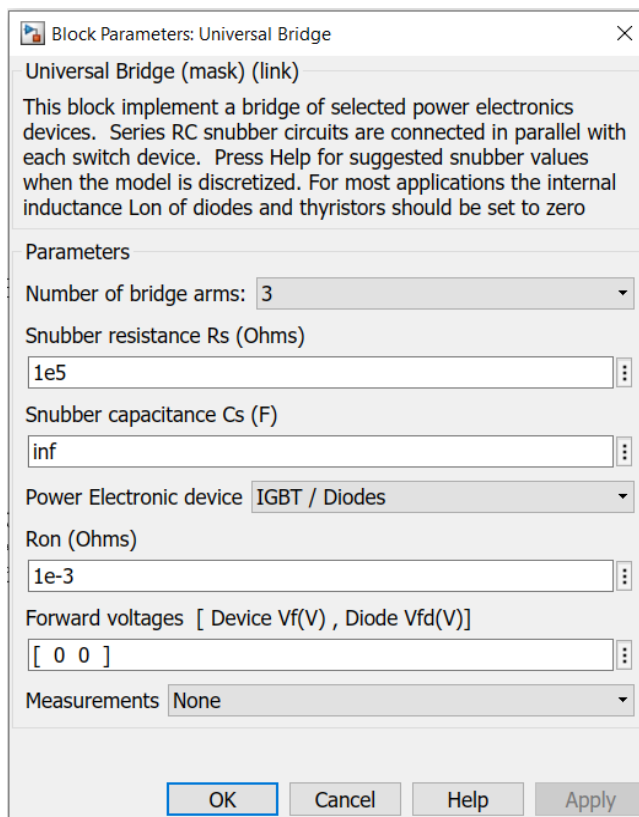 Block Parameters: Universal Bridge
Universal Bridge (mask) (link)
This block implement a bridge of selected power electronics
devices. Series RC snubber circuits are connected in parallel with
each switch device. Press Help for suggested snubber values
when the model is discretized. For most applications the internal
inductance Lon of diodes and thyristors should be set to zero
Parameters
Number of bridge arms: 3
Snubber resistance Rs (Ohms)
1e5
Snubber capacitance Cs (F)
inf
Power Electronic device IGBT / Diodes
Ron (Ohms)
1e-3
Forward voltages [ Device Vf(V) , Diode Vfd(V)]
[ 0 0 ]
Measurements None
OK Cancel Help Apply